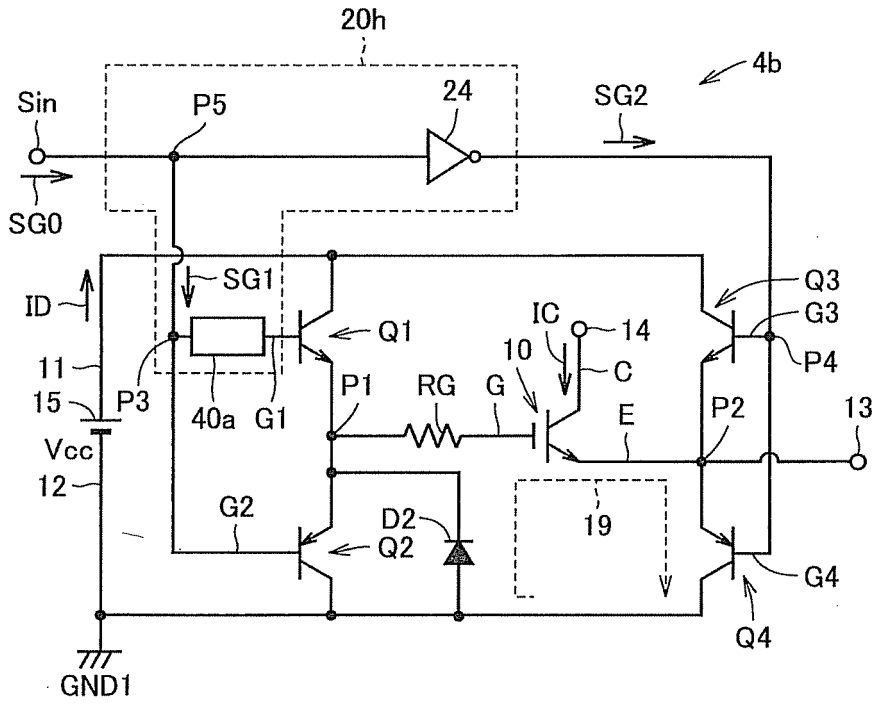 20h
4b
Sin
P5
24
SG2
SG0
SG1
Q3
ID
Q1
IC
14
G3
11
10
C
P4
15
P3
40a
G1
P1
RG
G
P2
13
Vcc
E
12
G2
D2
19
Q2
G4
Q4
GND1